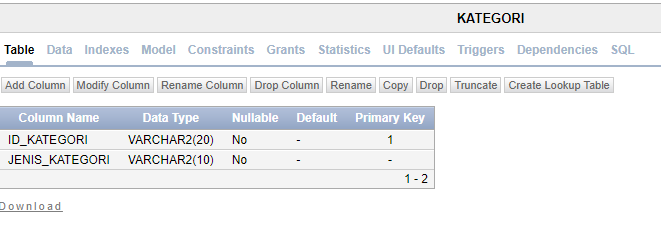 KATEGORI
Table Data Indexes Model Constraints Grants Statistics UI Defaults Triggers Dependencies SQL
Add Column Modify Column Rename Column Drop Column Rename Copy Drop Truncate Create Lookup Table
Column Name Data Type Nullable Default Primary Key
ID_KATEGORI VARCHAR2(20) No - 1
JENIS_KATEGORI VARCHAR2(10) No - -
1 - 2
Download